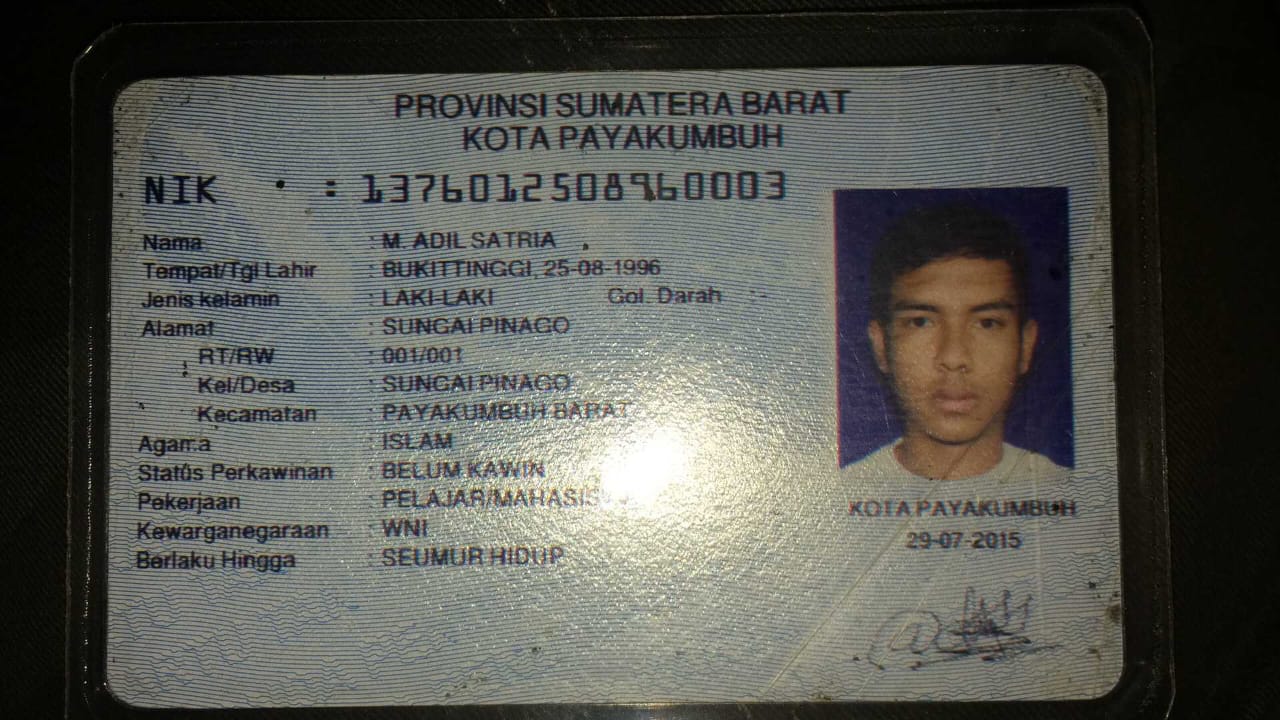 PROVINSI SUMATERA BARAT
KOTA PAYAKUMBUH
NIK : 1376012508960003
Nama : M. ADIL SATRIA
Tempat/Tgl Lahir : BUKITTINGGI, 25-08-1996
Jenis kelamin : LAKI-LAKI Gol. Darah : -
Alamat : SUNGAI PINAGO
RT/RW : 001/001
Kel/Desa : SUNGAI PINAGO
Kecamatan : PAYAKUMBUH BARAT
Agama : ISLAM
Status Perkawinan : BELUM KAWIN
Pekerjaan : PELAJAR/MAHASIS
Kewarganegaraan : WNI
Berlaku Hingga : SEUMUR HIDUP
KOTA PAYAKUMBUH
29-07-2015